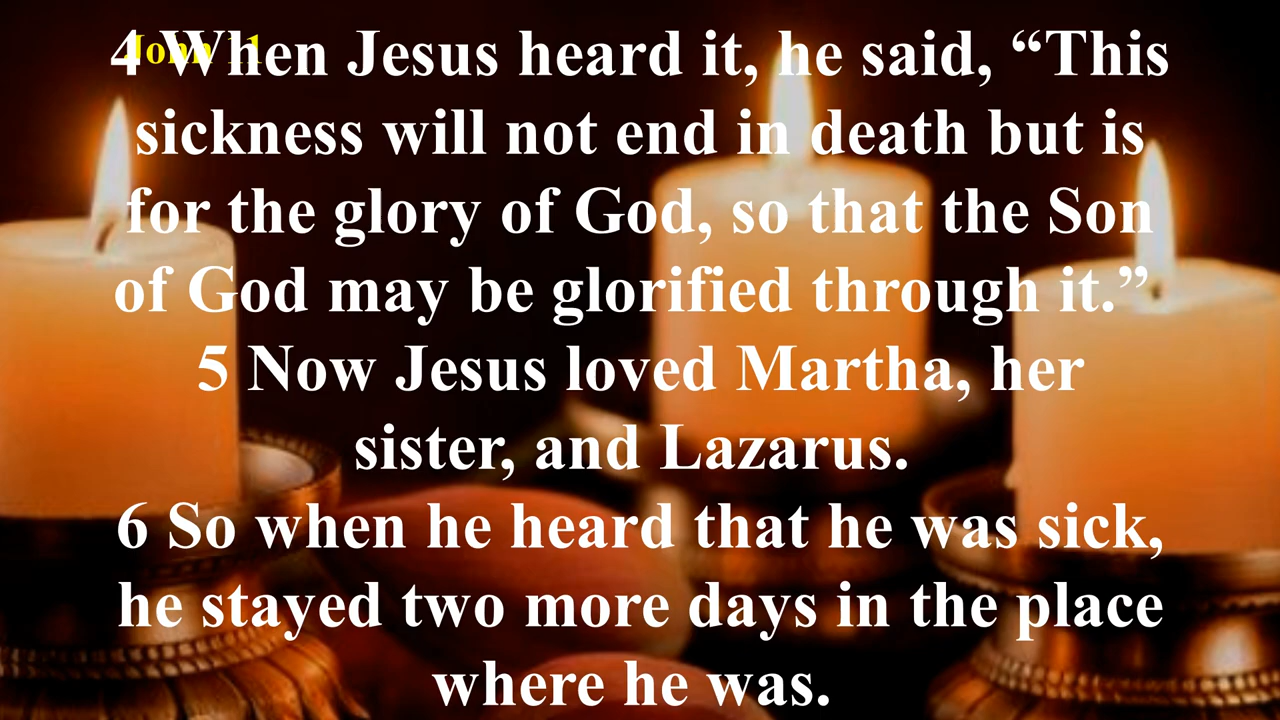 John 11
4 When Jesus heard it, he said, “This
sickness will not end in death but is
for the glory of God, so that the Son
of God may be glorified through it.”
5 Now Jesus loved Martha, her
sister, and Lazarus.
6 So when he heard that he was sick,
he stayed two more days in the place
where he was.